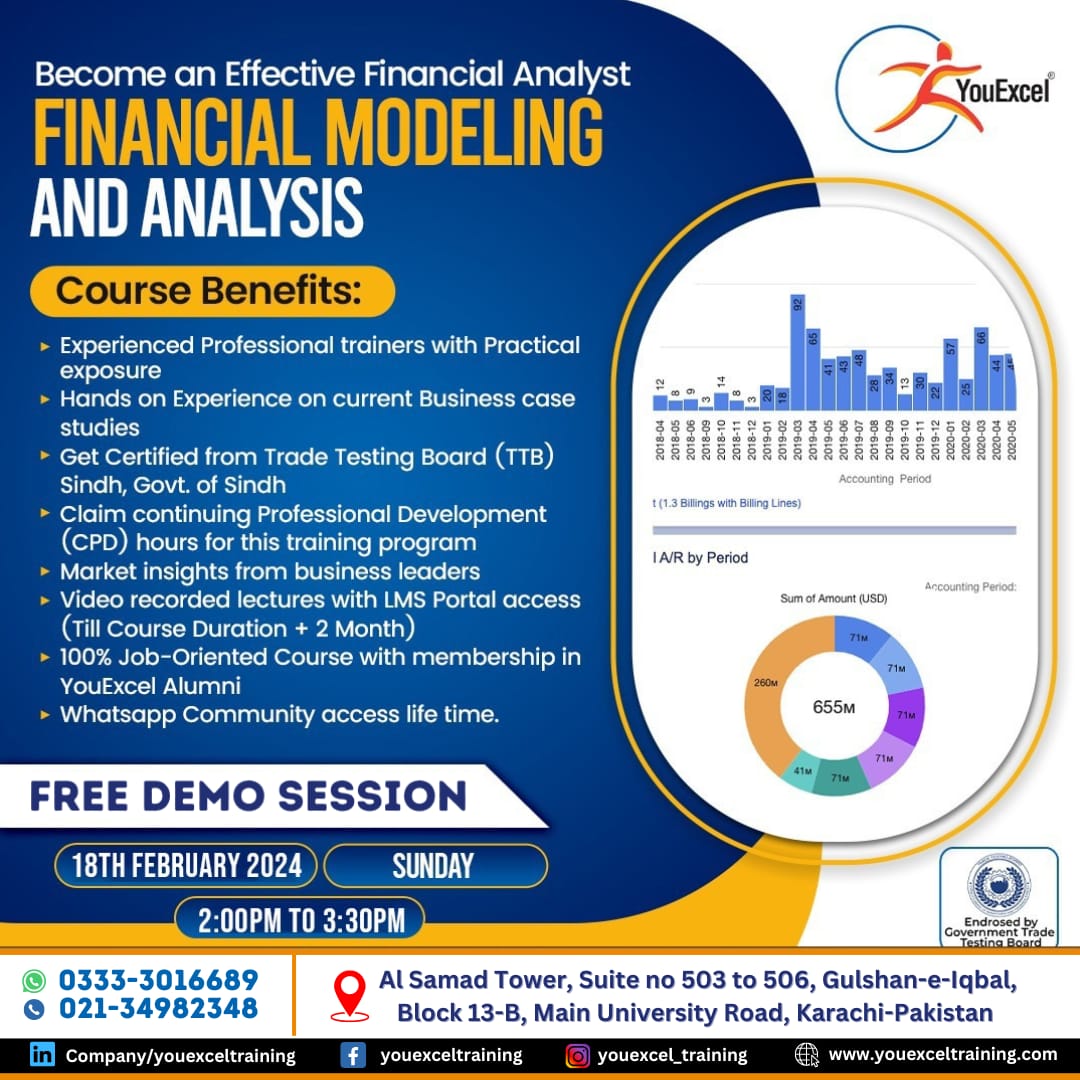 Become an Effective Financial Analyst
FINANCIAL MODELING
AND ANALYSIS
YouExcel®
Course Benefits:
Experienced Professional trainers with Practical
exposure
Hands on Experience on current Business case
studies
Get Certified from Trade Testing Board (TTB)
Sindh, Govt. of Sindh
Claim continuing Professional Development
(CPD) hours for this training program
Market insights from business leaders
Video recorded lectures with LMS Portal access
(Till Course Duration + 2 Month)
100% Job-Oriented Course with membership in
YouExcel Alumni
Whatsapp Community access life time.
12 8 9 3 14 8 3 20 18 92 65 41 43 48 28 34 13 30 22 57 25 66 44 45
2018-04 2018-05 2018-06 2018-09 2018-10 2018-11 2018-12 2019-01 2019-02 2019-03 2019-04 2019-05 2019-06 2019-07 2019-08 2019-09 2019-10 2019-11 2019-12 2020-01 2020-02 2020-03 2020-04 2020-05
Accounting Period
t (1.3 Billings with Billing Lines)
l A/R by Period
Accounting Period:
Sum of Amount (USD)
71M
71M
260M
655M
71M
71M
41M
71M
FREE DEMO SESSION
18TH FEBRUARY 2024
SUNDAY
2:00PM TO 3:30PM
Endrosed by
Government Trade
Testing Board
0333-3016689
021-34982348
Al Samad Tower, Suite no 503 to 506, Gulshan-e-Iqbal,
Block 13-B, Main University Road, Karachi-Pakistan
in Company/youexceltraining
f youexceltraining
youexcel_training
www.youexceltraining.com